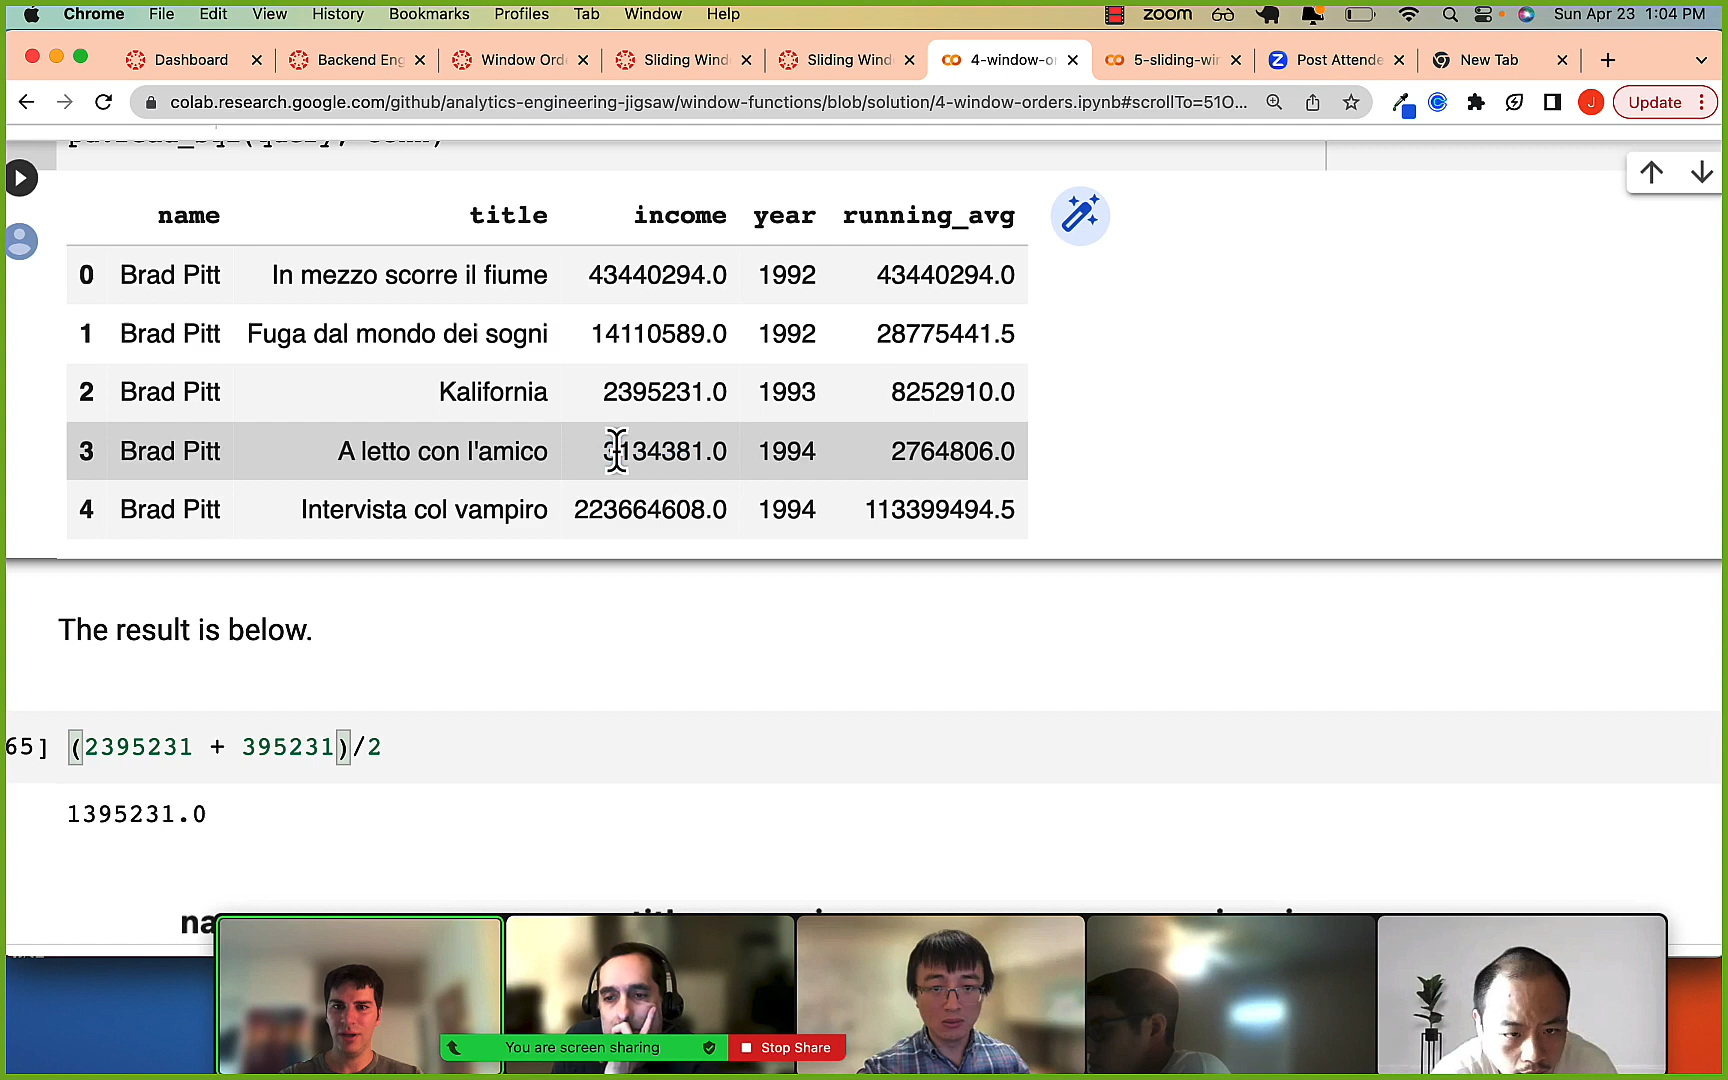 Chrome File Edit View History Bookmarks Profiles Tab Window Help zoom Sun Apr 23 1:04 PM
Dashboard Backend Eng Window Ord Sliding Wind Sliding Wind 4-window-or 5-sliding-wir Post Attende New Tab
colab.research.google.com/github/analytics-engineering-jigsaw/window-functions/blob/solution/4-window-orders.ipynb#scrollTo=51O... J Update
name title income year running_avg
0 Brad Pitt In mezzo scorre il fiume 43440294.0 1992 43440294.0
1 Brad Pitt Fuga dal mondo dei sogni 14110589.0 1992 28775441.5
2 Brad Pitt Kalifornia 2395231.0 1993 8252910.0
3 Brad Pitt A letto con l'amico 3134381.0 1994 2764806.0
4 Brad Pitt Intervista col vampiro 223664608.0 1994 113399494.5
The result is below.
65] (2395231 + 395231)/2
1395231.0
na
You are screen sharing Stop Share